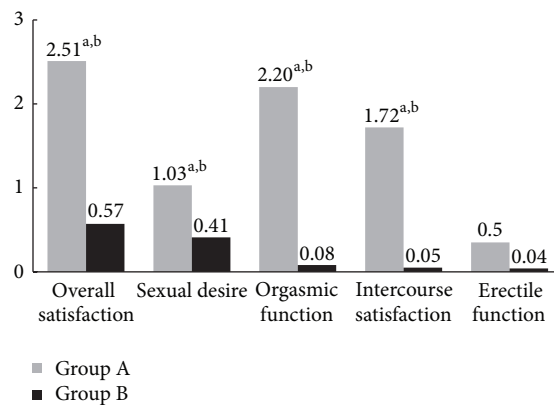 3
2
1
0
2.51a,b
0.57
1.03a,b
0.41
2.20a,b
0.08
1.72a,b
0.05
0.5
0.04
Overall
satisfaction
Sexual desire
Orgasmic
function
Intercourse
satisfaction
Erectile
function
Group A
Group B